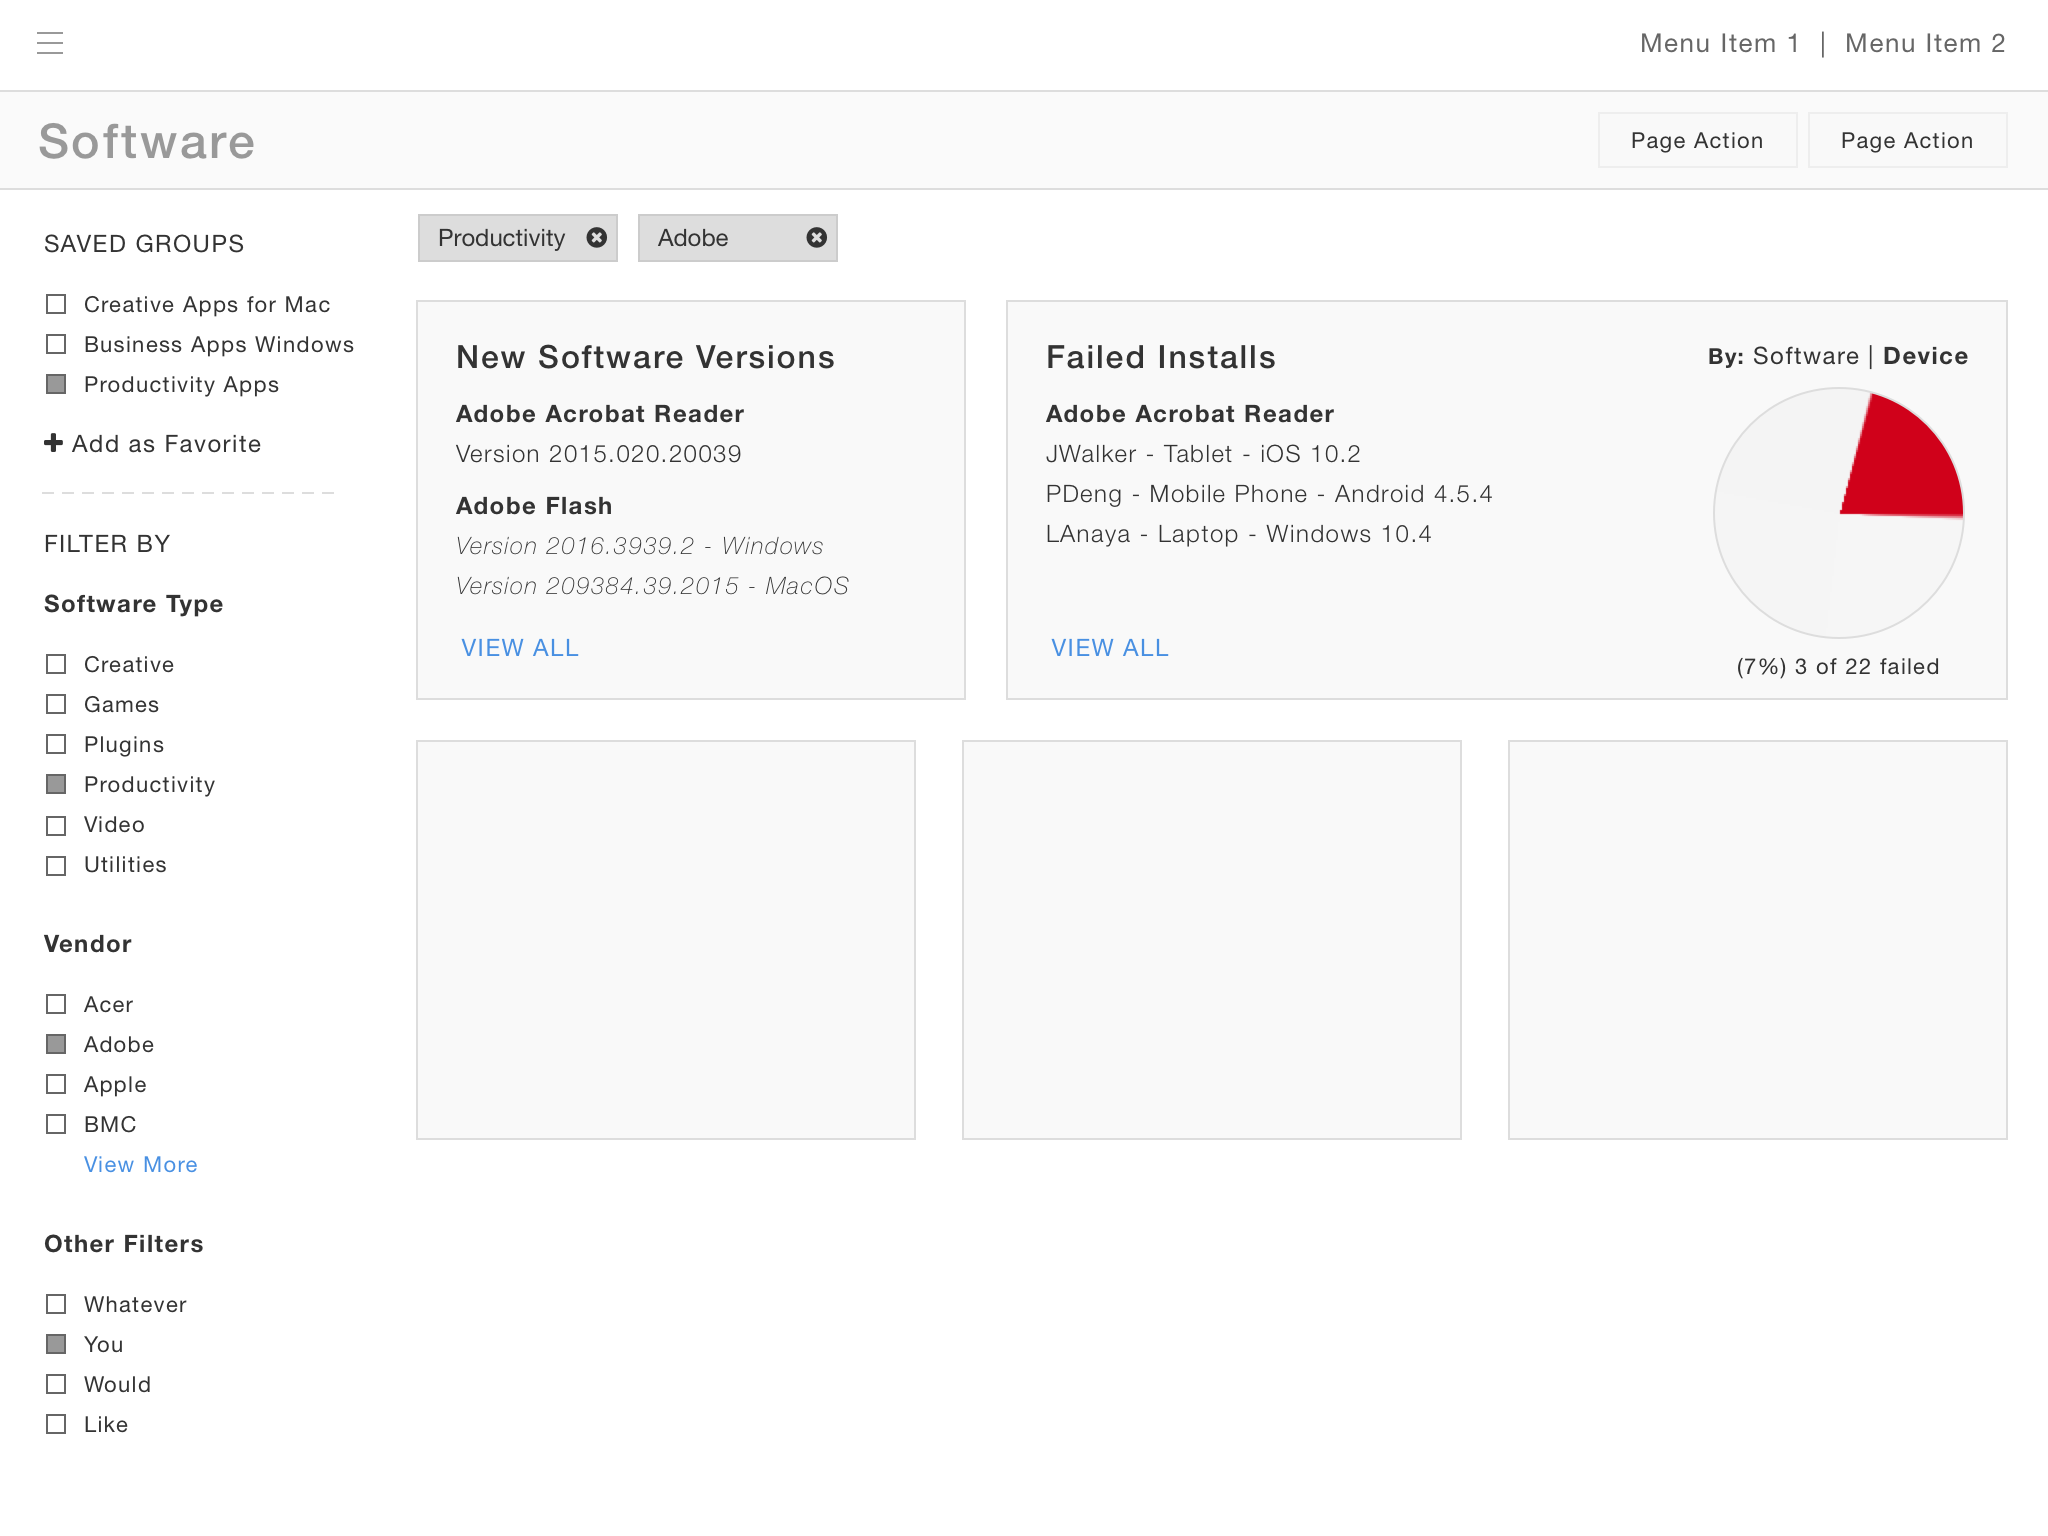 Menu Item 1 | Menu Item 2
Software
Page Action
Page Action
SAVED GROUPS
Creative Apps for Mac
Business Apps Windows
Productivity Apps
Add as Favorite
FILTER BY
Software Type
Creative
Games
Plugins
Productivity
Video
Utilities
Vendor
Acer
Adobe
Apple
BMC
View More
Other Filters
Whatever
You
Would
Like
Productivity
Adobe
New Software Versions
Adobe Acrobat Reader
Version 2015.020.20039
Adobe Flash
Version 2016.3939.2 - Windows
Version 209384.39.2015 - MacOS
VIEW ALL
Failed Installs
Adobe Acrobat Reader
JWalker - Tablet - iOS 10.2
PDeng - Mobile Phone - Android 4.5.4
LAnaya - Laptop - Windows 10.4
VIEW ALL
By: Software | Device
(7%) 3 of 22 failed